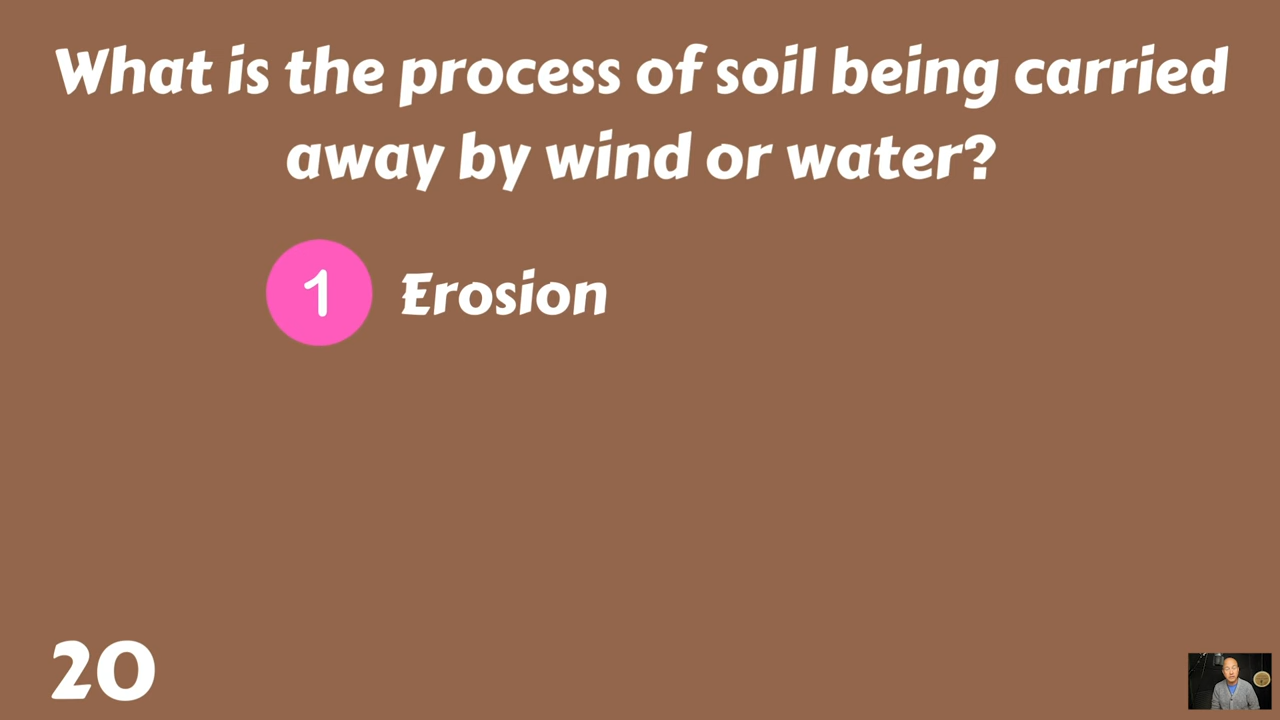 What is the process of soil being carried
away by wind or water?
1 Erosion
20